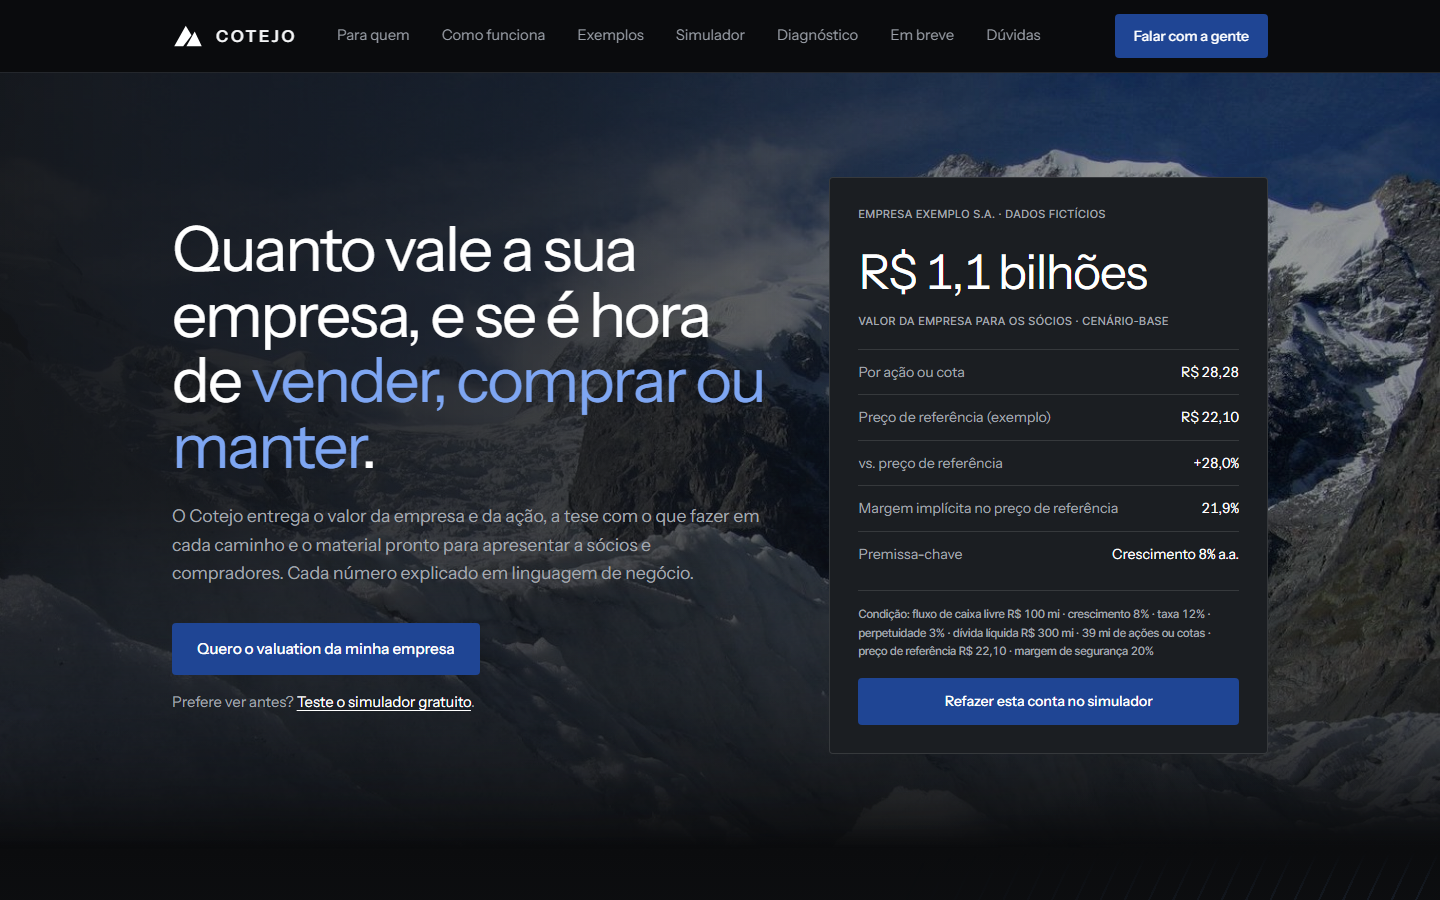 COTEJO
Para quem
Como funciona
Exemplos
Simulador
Diagnóstico
Em breve
Dúvidas
Falar com a gente
Quanto vale a sua
empresa, e se é hora
de vender, comprar ou
manter.
O Cotejo entrega o valor da empresa e da ação, a tese com o que fazer em
cada caminho e o material pronto para apresentar a sócios e
compradores. Cada número explicado em linguagem de negócio.
Quero o valuation da minha empresa
Prefere ver antes? Teste o simulador gratuito.
EMPRESA EXEMPLO S.A. · DADOS FICTÍCIOS
R$ 1,1 bilhões
VALOR DA EMPRESA PARA OS SÓCIOS · CENÁRIO-BASE
Por ação ou cota R$ 28,28
Preço de referência (exemplo) R$ 22,10
vs. preço de referência +28,0%
Margem implícita no preço de referência 21,9%
Premissa-chave Crescimento 8% a.a.
Condição: fluxo de caixa livre R$ 100 mi · crescimento 8% · taxa 12% ·
perpetuidade 3% · dívida líquida R$ 300 mi · 39 mi de ações ou cotas ·
preço de referência R$ 22,10 · margem de segurança 20%
Refazer esta conta no simulador